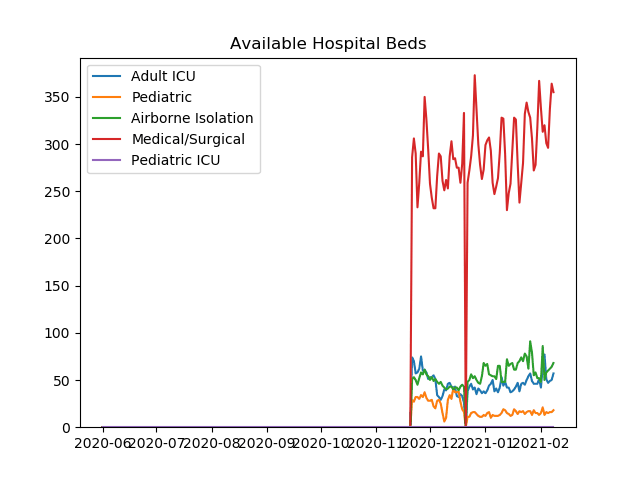 Available Hospital Beds
Adult ICU
Pediatric
Airborne Isolation
Medical/Surgical
Pediatric ICU
350
300
250
200
150
100
50
0
2020-06 2020-07 2020-08 2020-09 2020-10 2020-11 2020-12 2021-01 2021-02